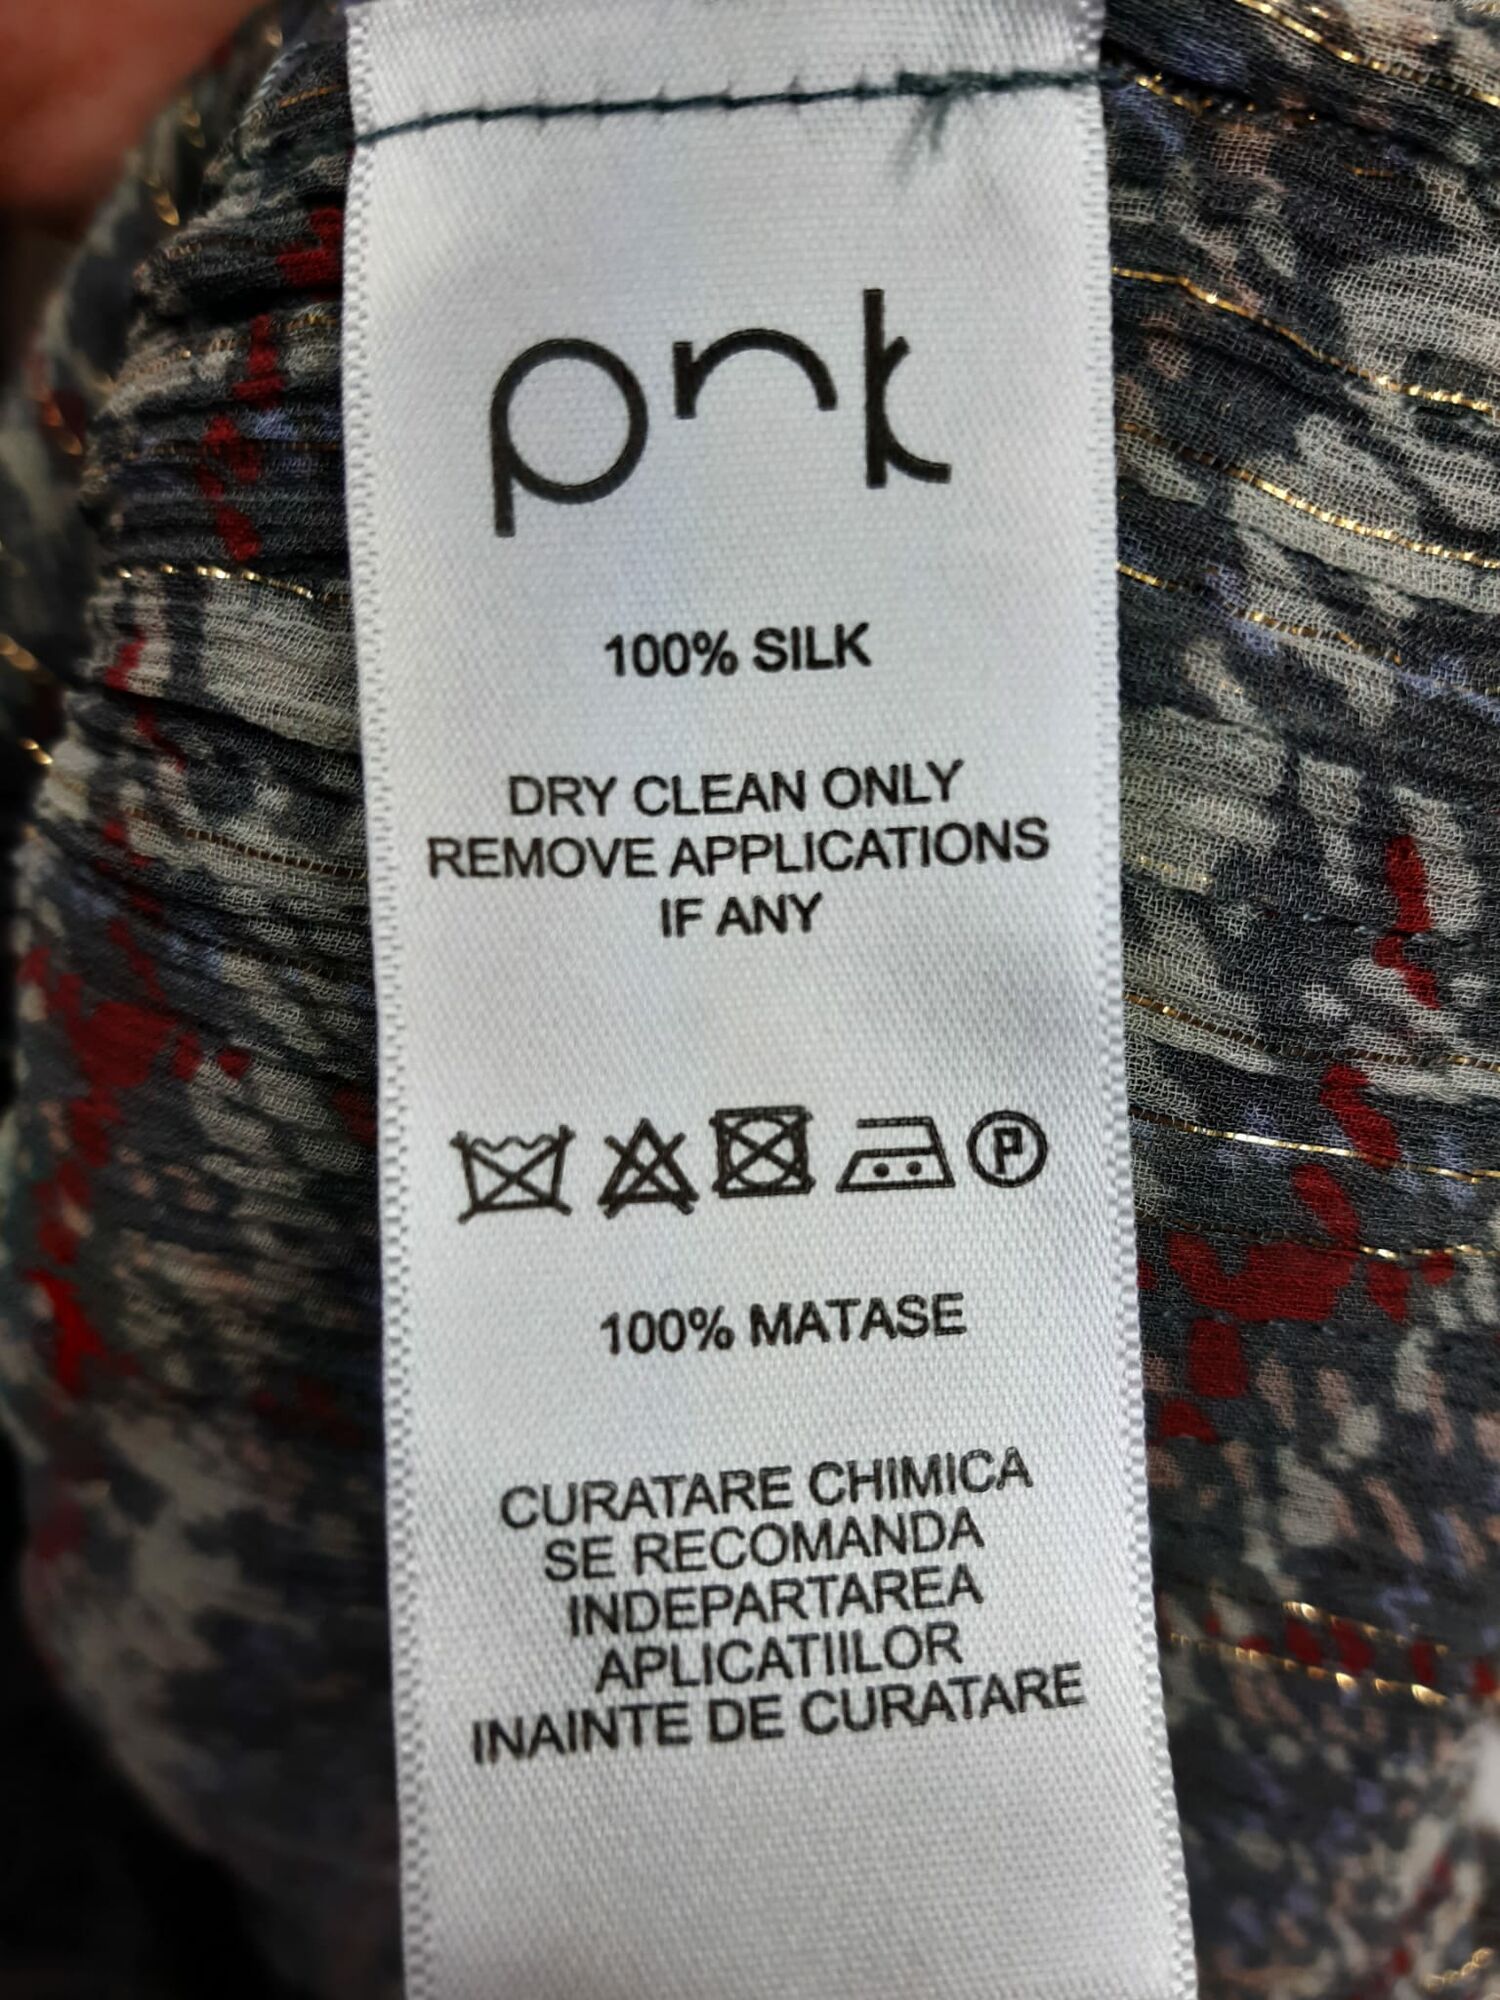 pnk
100% SILK
DRY CLEAN ONLY
REMOVE APPLICATIONS
IF ANY
P
100% MATASE
CURATARE CHIMICA
SE RECOMANDA
INDEPARTAREA
APLICATIILOR
INAINTE DE CURATARE